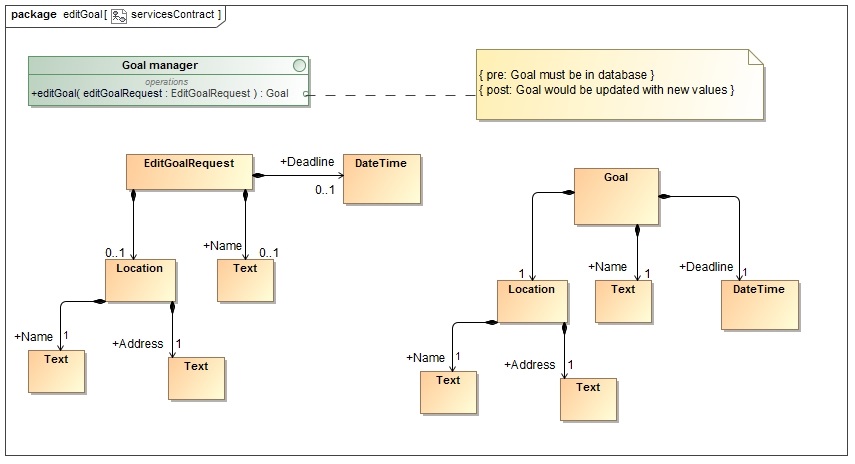 package editGoal[ servicesContract ]
Goal manager
operations
+editGoal( editGoalRequest : EditGoalRequest ) : Goal
{ pre: Goal must be in database }
{ post: Goal would be updated with new values }
EditGoalRequest
+Deadline
0..1
DateTime
0..1
+Name
0..1
Location
Text
+Name
1
+Address
1
Text
Text
Goal
1
+Name
1
+Deadline
1
Location
Text
DateTime
+Name
1
+Address
1
Text
Text